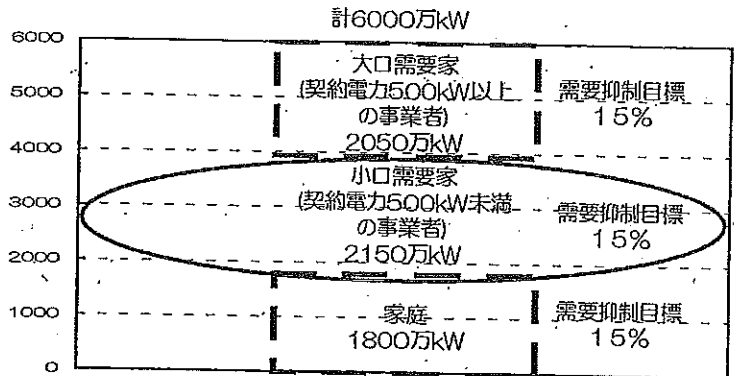 計6000万kW
6000
大口需要家
(契約電力500kW以上
の事業者)
2050万kW
需要抑制目標
15%
5000
4000
小口需要家
(契約電力500kW未満
の事業者)
2150万kW
需要抑制目標
15%
3000
2000
家庭
1800万kW
需要抑制目標
15%
1000
0